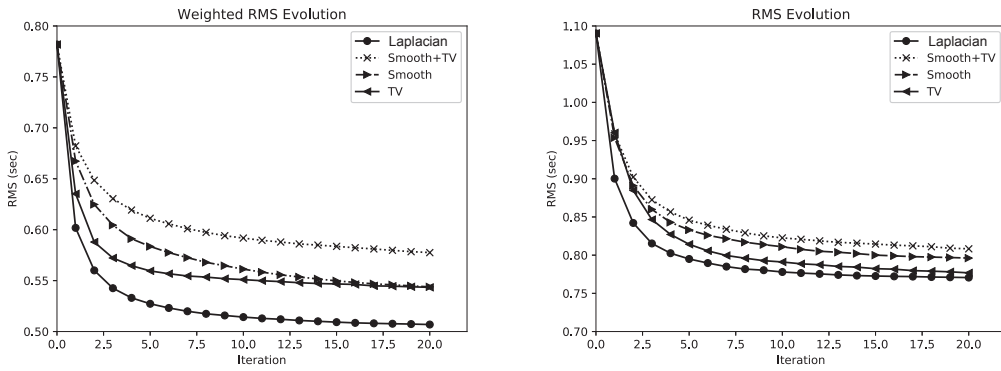 Weighted RMS Evolution
0.80
0.75
0.70
0.65
0.60
0.55
0.50
RMS (sec)
Laplacian
Smooth+TV
Smooth
TV
0.0 2.5 5.0 7.5 10.0 12.5 15.0 17.5 20.0
Iteration
RMS Evolution
1.10
1.05
1.00
0.95
0.90
0.85
0.80
0.75
0.70
RMS (sec)
Laplacian
Smooth+TV
Smooth
TV
0.0 2.5 5.0 7.5 10.0 12.5 15.0 17.5 20.0
Iteration